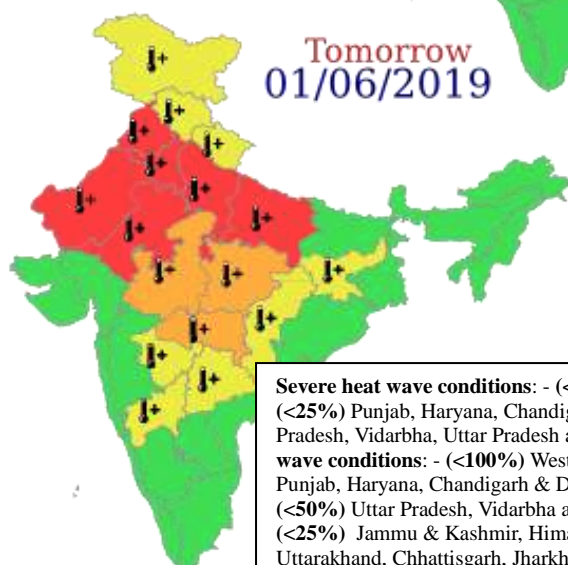 Tomorrow
01/06/2019
Severe heat wave conditions: - (<
(<25%) Punjab, Haryana, Chandig
Pradesh, Vidarbha, Uttar Pradesh a
wave conditions: - (<100%) West
Punjab, Haryana, Chandigarh & D
(<50%) Uttar Pradesh, Vidarbha a
(<25%) Jammu & Kashmir, Hima
Uttarakhand, Chhattisgarh, Jharkh